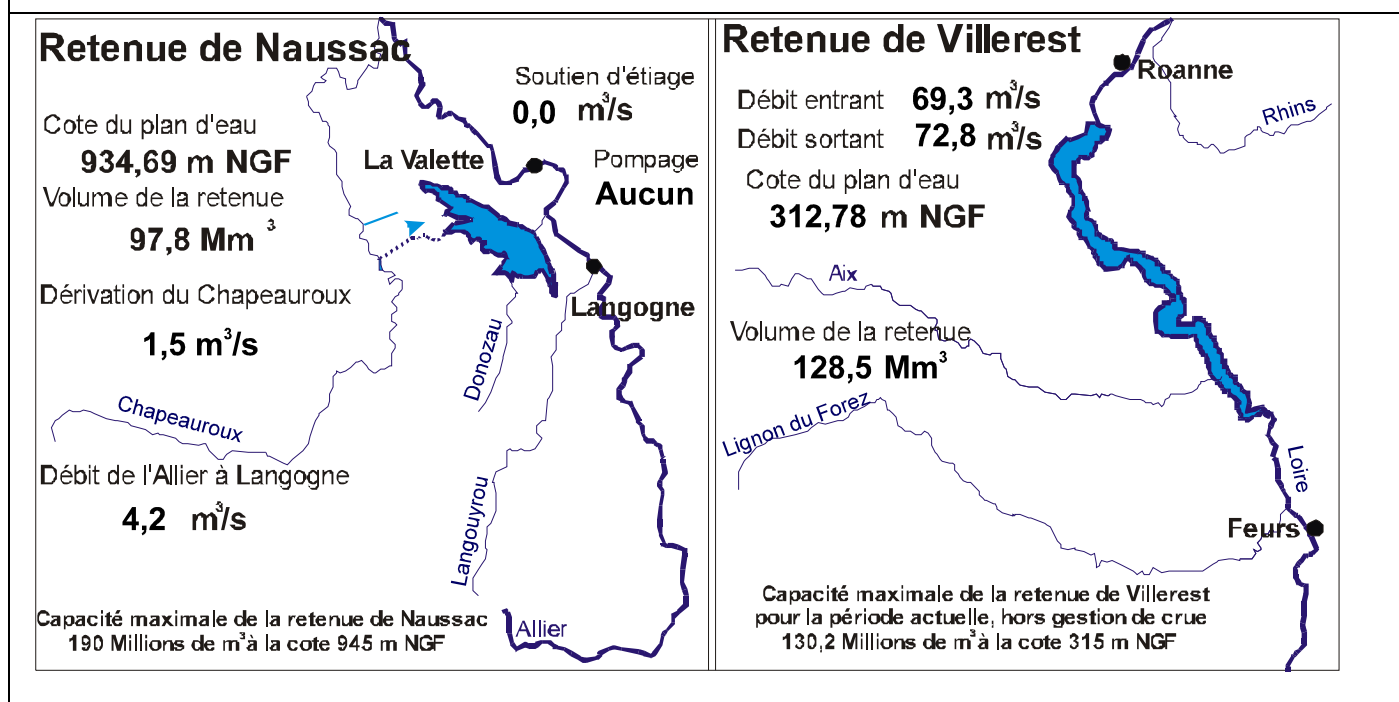 Retenue de Naussac
Soutien d'étiage
0,0 m³/s
Cote du plan d'eau
934,69 m NGF
La Valette
Pompage
Aucun
Volume de la retenue
97,8 Mm³
Dérivation du Chapeauroux
1,5 m³/s
Langogne
Donozau
Chapeauroux
Débit de l'Allier à Langogne
4,2 m³/s
Langouyrou
Capacité maximale de la retenue de Naussac
190 Millions de m³ à la cote 945 m NGF
Allier
Retenue de Villerest
Roanne
Débit entrant 69,3 m³/s
Rhins
Débit sortant 72,8 m³/s
Cote du plan d'eau
312,78 m NGF
Aix
Volume de la retenue
128,5 Mm³
Lignon du Forez
Loire
Feurs
Capacité maximale de la retenue de Villerest
pour la période actuelle, hors gestion de crue
130,2 Millions de m³ à la cote 315 m NGF